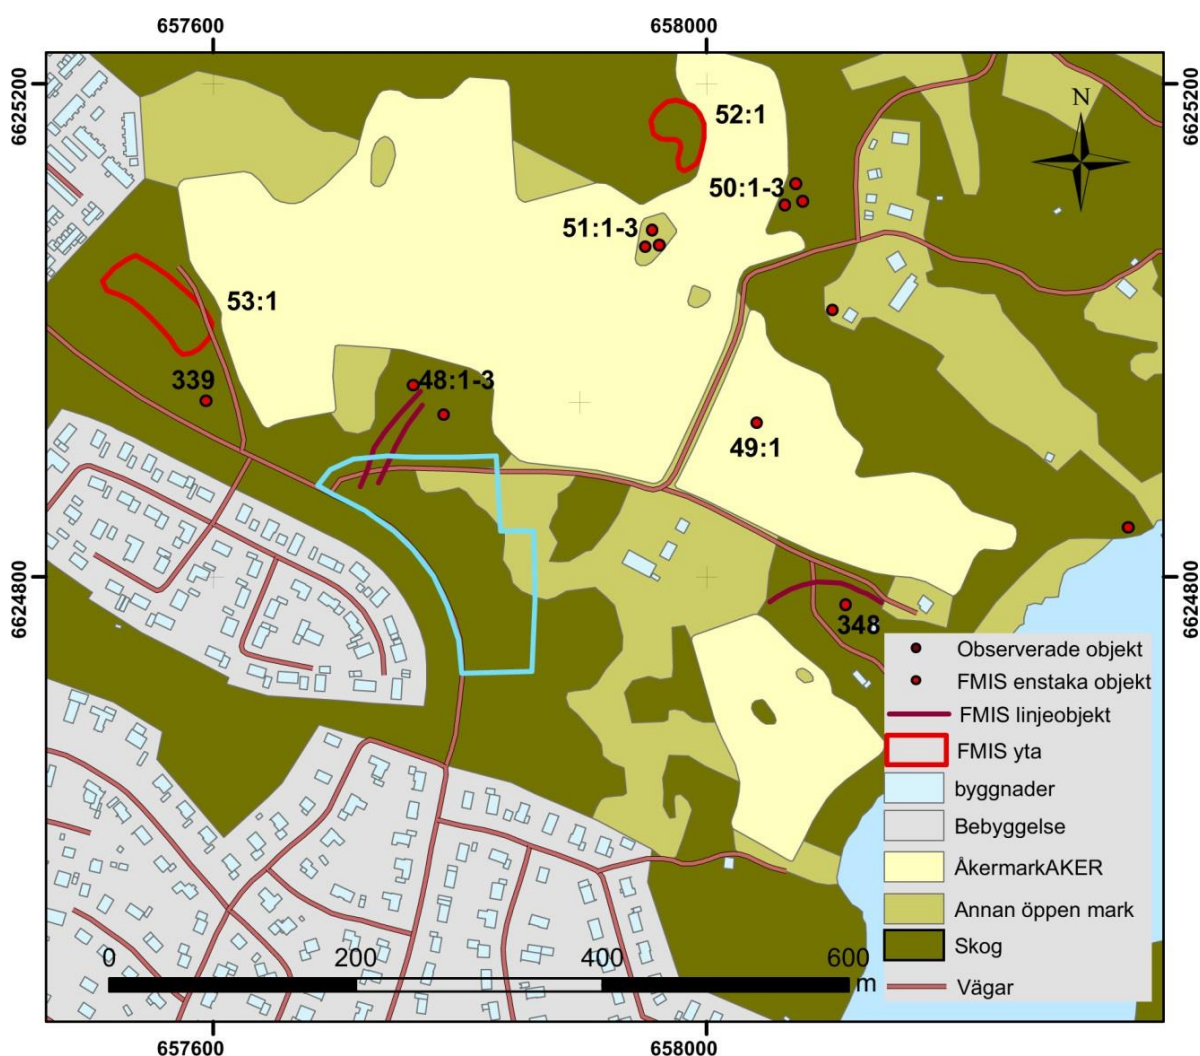 657600
658000
6625200
6625200
N
52:1
50:1-3
51:1-3
53:1
339
48:1-3
49:1
6624800
6624800
348
Observerade objekt
FMIS enstaka objekt
FMIS linjeobjekt
FMIS yta
byggnader
Bebyggelse
ÅkermarkAKER
Annan öppen mark
Skog
Vägar
0
200
400
600
m
657600
658000